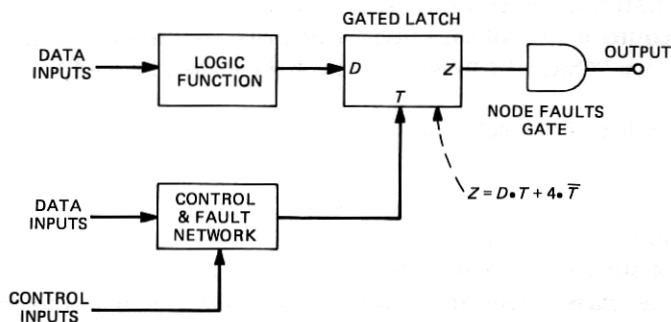 GATED LATCH
DATA
INPUTS
LOGIC
FUNCTION
D
Z
T
OUTPUT
NODE FAULTS
GATE
Z = D•T + 4•T̅
DATA
INPUTS
CONTROL
& FAULT
NETWORK
CONTROL
INPUTS